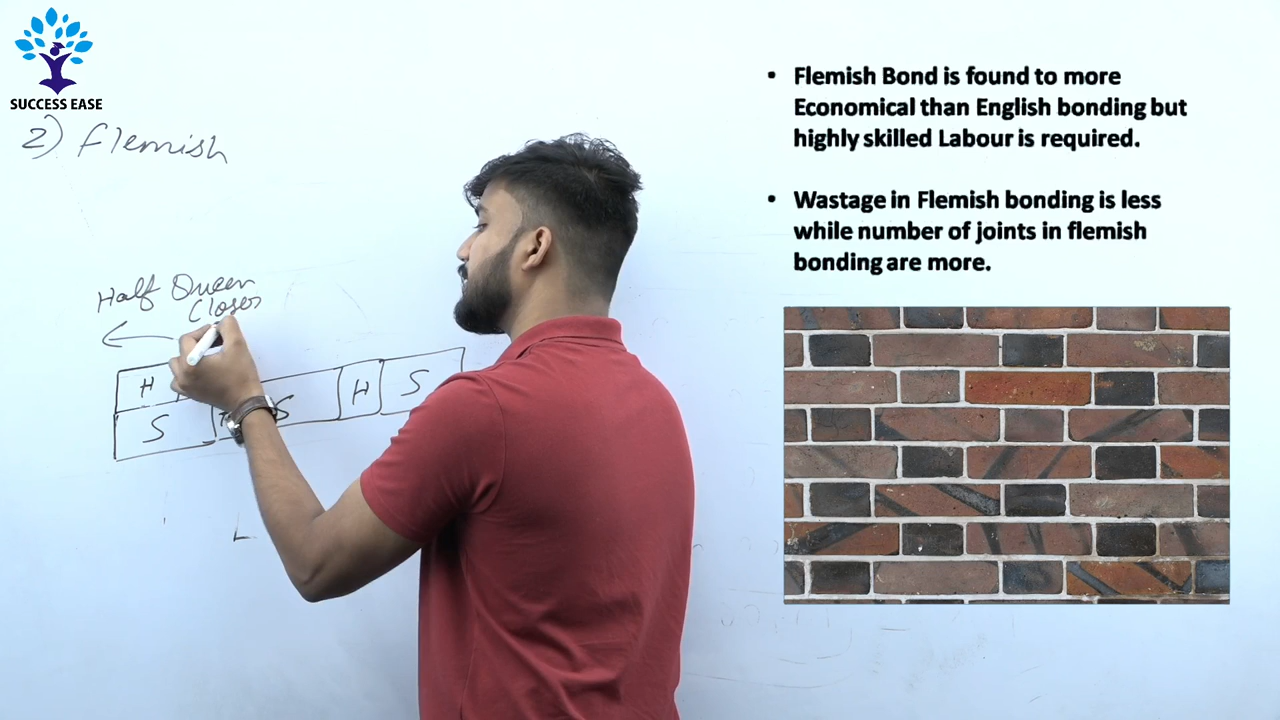 SUCCESS EASE
2) flemish
Half Queen
Closer
H
S
S
H
S
• Flemish Bond is found to more
Economical than English bonding but
highly skilled Labour is required.
• Wastage in Flemish bonding is less
while number of joints in flemish
bonding are more.